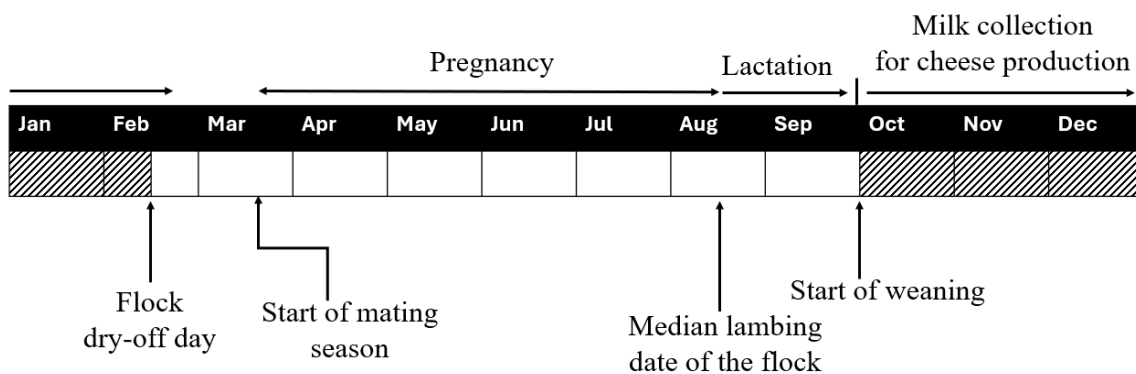 Milk collection
for cheese production
Pregnancy
Lactation
Jan Feb Mar Apr May Jun Jul Aug Sep Oct Nov Dec
Flock
dry-off day
Start of mating
season
Median lambing
date of the flock
Start of weaning